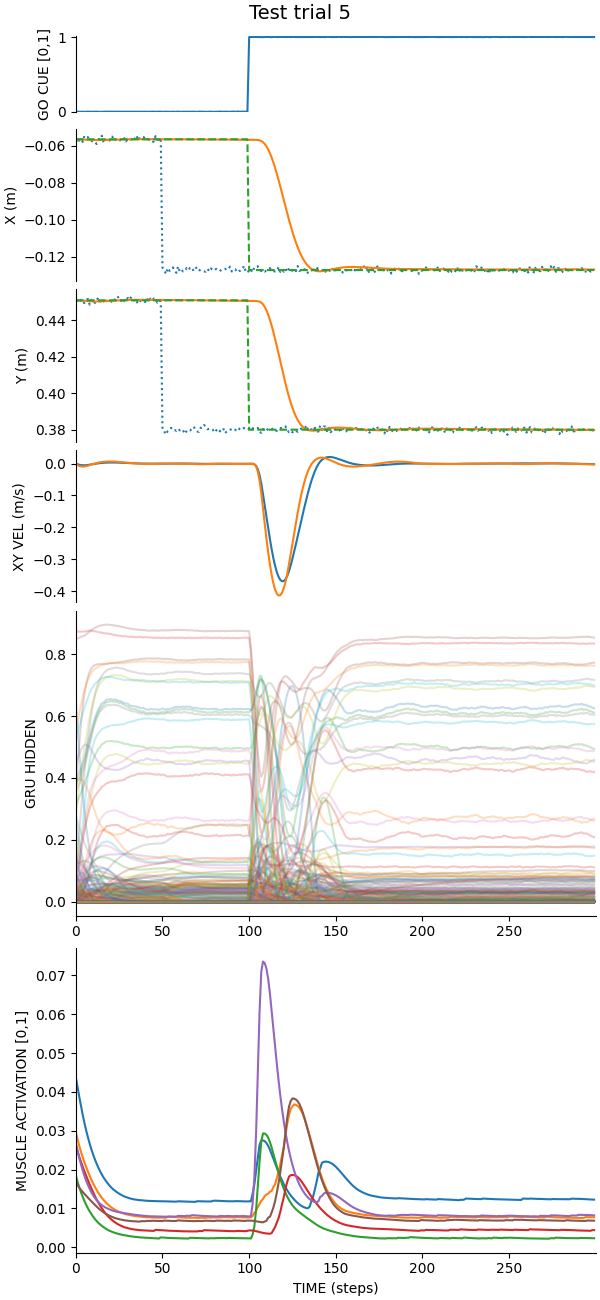 Test trial 5
GO CUE [0,1]
1
0
X (m)
−0.06
−0.08
−0.10
−0.12
Y (m)
0.44
0.42
0.40
0.38
XY VEL (m/s)
0.0
−0.1
−0.2
−0.3
−0.4
GRU HIDDEN
0.8
0.6
0.4
0.2
0.0
0 50 100 150 200 250
MUSCLE ACTIVATION [0,1]
0.07
0.06
0.05
0.04
0.03
0.02
0.01
0.00
0 50 100 150 200 250
TIME (steps)